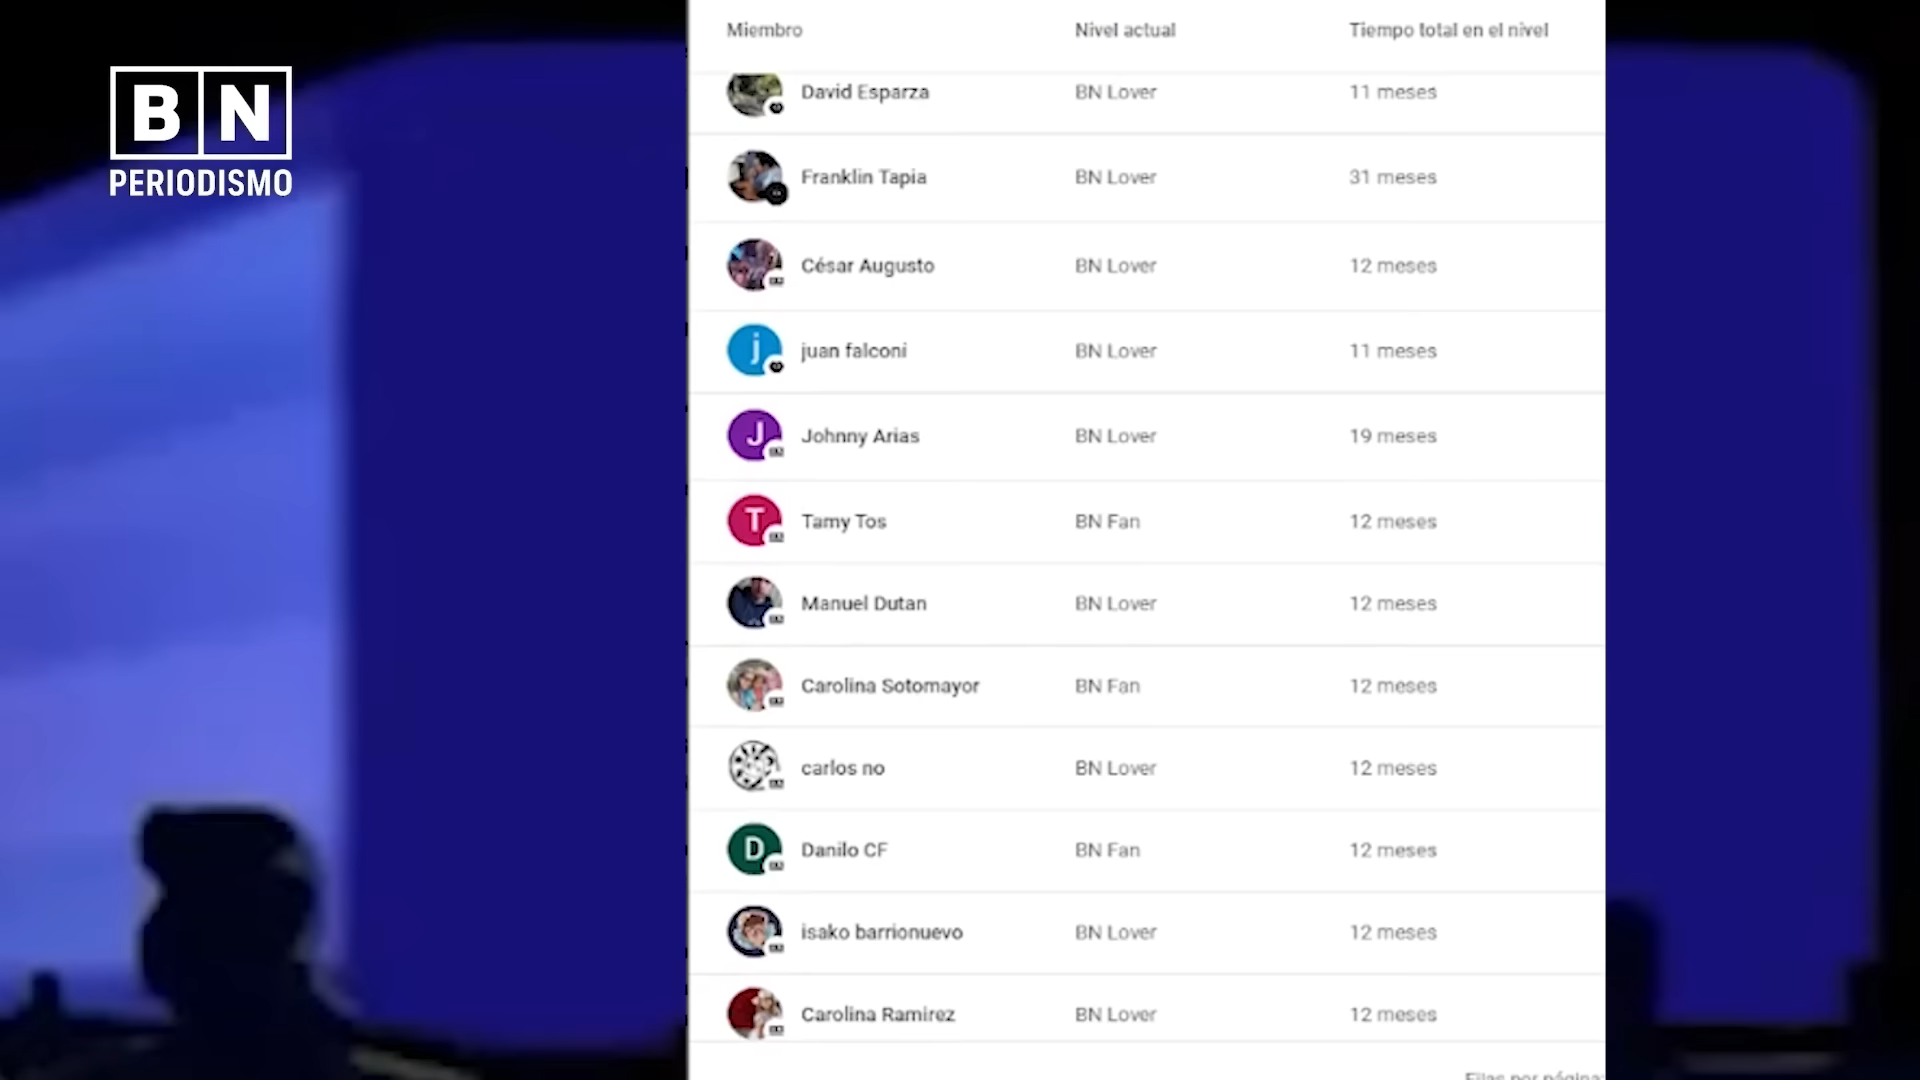 BN
PERIODISMO
Miembro Nivel actual Tiempo total en el nivel
David Esparza BN Lover 11 meses
Franklin Tapia BN Lover 31 meses
César Augusto BN Lover 12 meses
j juan falconi BN Lover 11 meses
J Johnny Arias BN Lover 19 meses
T Tamy Tos BN Fan 12 meses
Manuel Dutan BN Lover 12 meses
Carolina Sotomayor BN Fan 12 meses
carlos no BN Lover 12 meses
D Danilo CF BN Fan 12 meses
isako barrionuevo BN Lover 12 meses
Carolina Ramirez BN Lover 12 meses
Filas por página